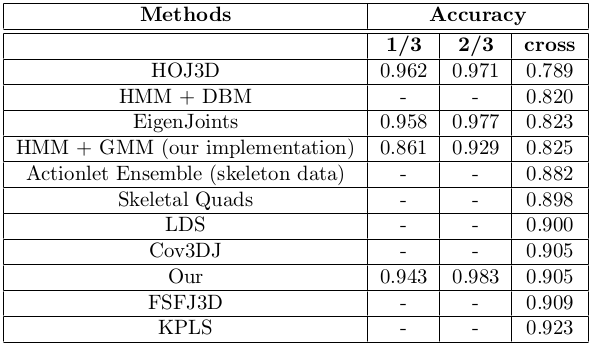 Methods Accuracy
1/3 2/3 cross
HOJ3D 0.962 0.971 0.789
HMM + DBM - - 0.820
EigenJoints 0.958 0.977 0.823
HMM + GMM (our implementation) 0.861 0.929 0.825
Actionlet Ensemble (skeleton data) - - 0.882
Skeletal Quads - - 0.898
LDS - - 0.900
Cov3DJ - - 0.905
Our 0.943 0.983 0.905
FSFJ3D - - 0.909
KPLS - - 0.923